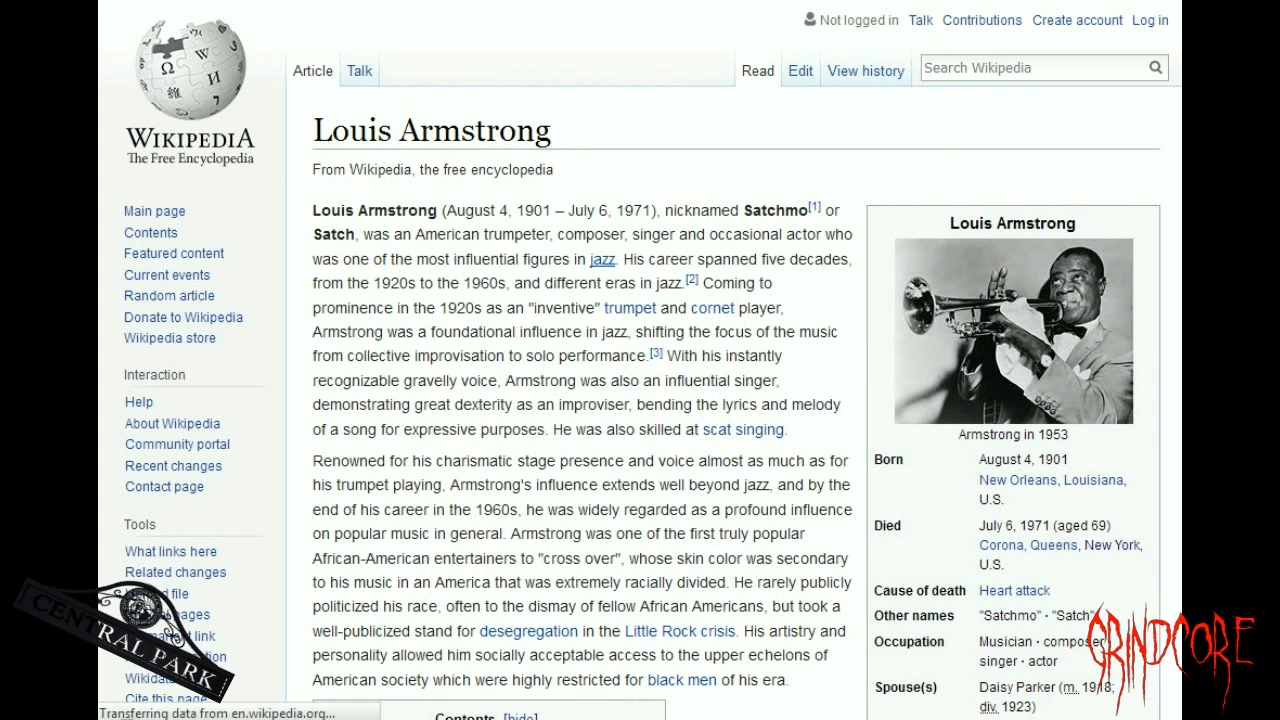 Not logged in Talk Contributions Create account Log in
Article Talk Read Edit View history Search Wikipedia
WIKIPEDIA
The Free Encyclopedia
Main page
Contents
Featured content
Current events
Random article
Donate to Wikipedia
Wikipedia store
Interaction
Help
About Wikipedia
Community portal
Recent changes
Contact page
Tools
What links here
Related changes
file
pages
link
Cite this page
Louis Armstrong
From Wikipedia, the free encyclopedia
Louis Armstrong (August 4, 1901 – July 6, 1971), nicknamed Satchmo[1] or
Satch, was an American trumpeter, composer, singer and occasional actor who
was one of the most influential figures in jazz. His career spanned five decades,
from the 1920s to the 1960s, and different eras in jazz.[2] Coming to
prominence in the 1920s as an "inventive" trumpet and cornet player,
Armstrong was a foundational influence in jazz, shifting the focus of the music
from collective improvisation to solo performance.[3] With his instantly
recognizable gravelly voice, Armstrong was also an influential singer,
demonstrating great dexterity as an improviser, bending the lyrics and melody
of a song for expressive purposes. He was also skilled at scat singing.
Renowned for his charismatic stage presence and voice almost as much as for
his trumpet playing, Armstrong's influence extends well beyond jazz, and by the
end of his career in the 1960s, he was widely regarded as a profound influence
on popular music in general. Armstrong was one of the first truly popular
African-American entertainers to "cross over", whose skin color was secondary
to his music in an America that was extremely racially divided. He rarely publicly
politicized his race, often to the dismay of fellow African Americans, but took a
well-publicized stand for desegregation in the Little Rock crisis. His artistry and
personality allowed him socially acceptable access to the upper echelons of
American society which were highly restricted for black men of his era.
Contents [hide]
Louis Armstrong
Armstrong in 1953
Born August 4, 1901
New Orleans, Louisiana,
U.S.
Died July 6, 1971 (aged 69)
Corona, Queens, New York,
U.S.
Cause of death Heart attack
Other names "Satchmo" · "Satch"
Occupation Musician · composer
singer · actor
Spouse(s) Daisy Parker (m. 1918;
div. 1923)
CENTRAL PARK
GRINDCORE
Transferring data from en.wikipedia.org...